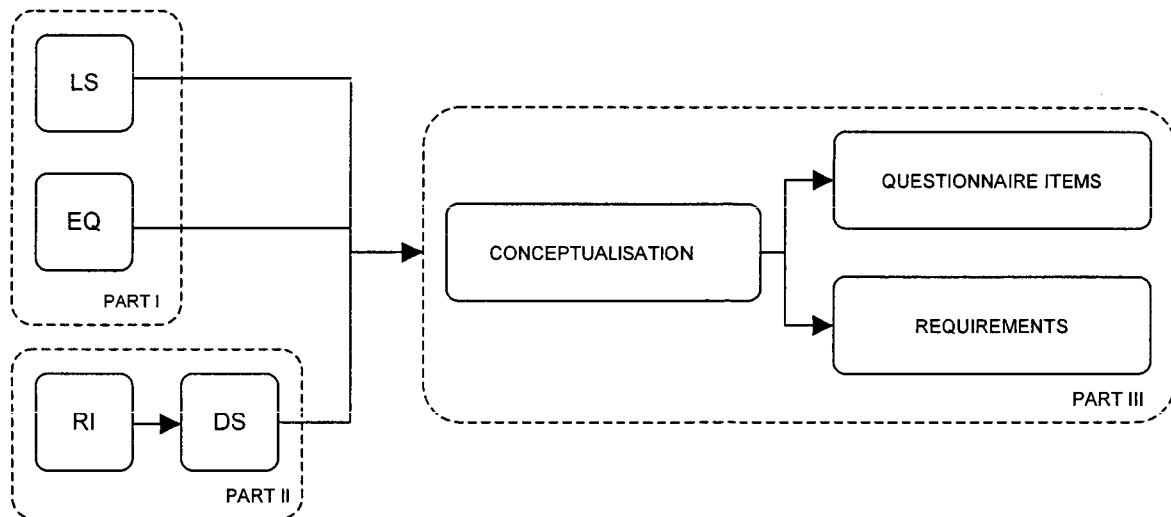 LS
EQ
PART I
RI
DS
PART II
CONCEPTUALISATION
QUESTIONNAIRE ITEMS
REQUIREMENTS
PART III